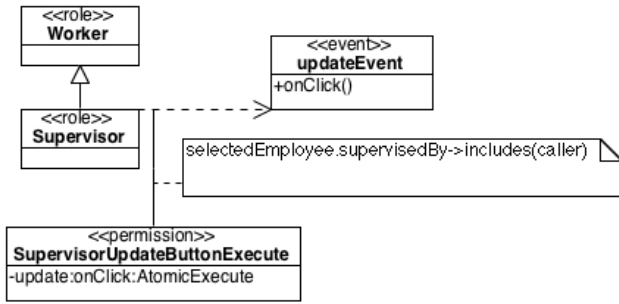 <<role>>
Worker
<<event>>
updateEvent
+onClick()
<<role>>
Supervisor
selectedEmployee.supervisedBy->includes(caller)
<<permission>>
SupervisorUpdateButtonExecute
-update:onClick:AtomicExecute